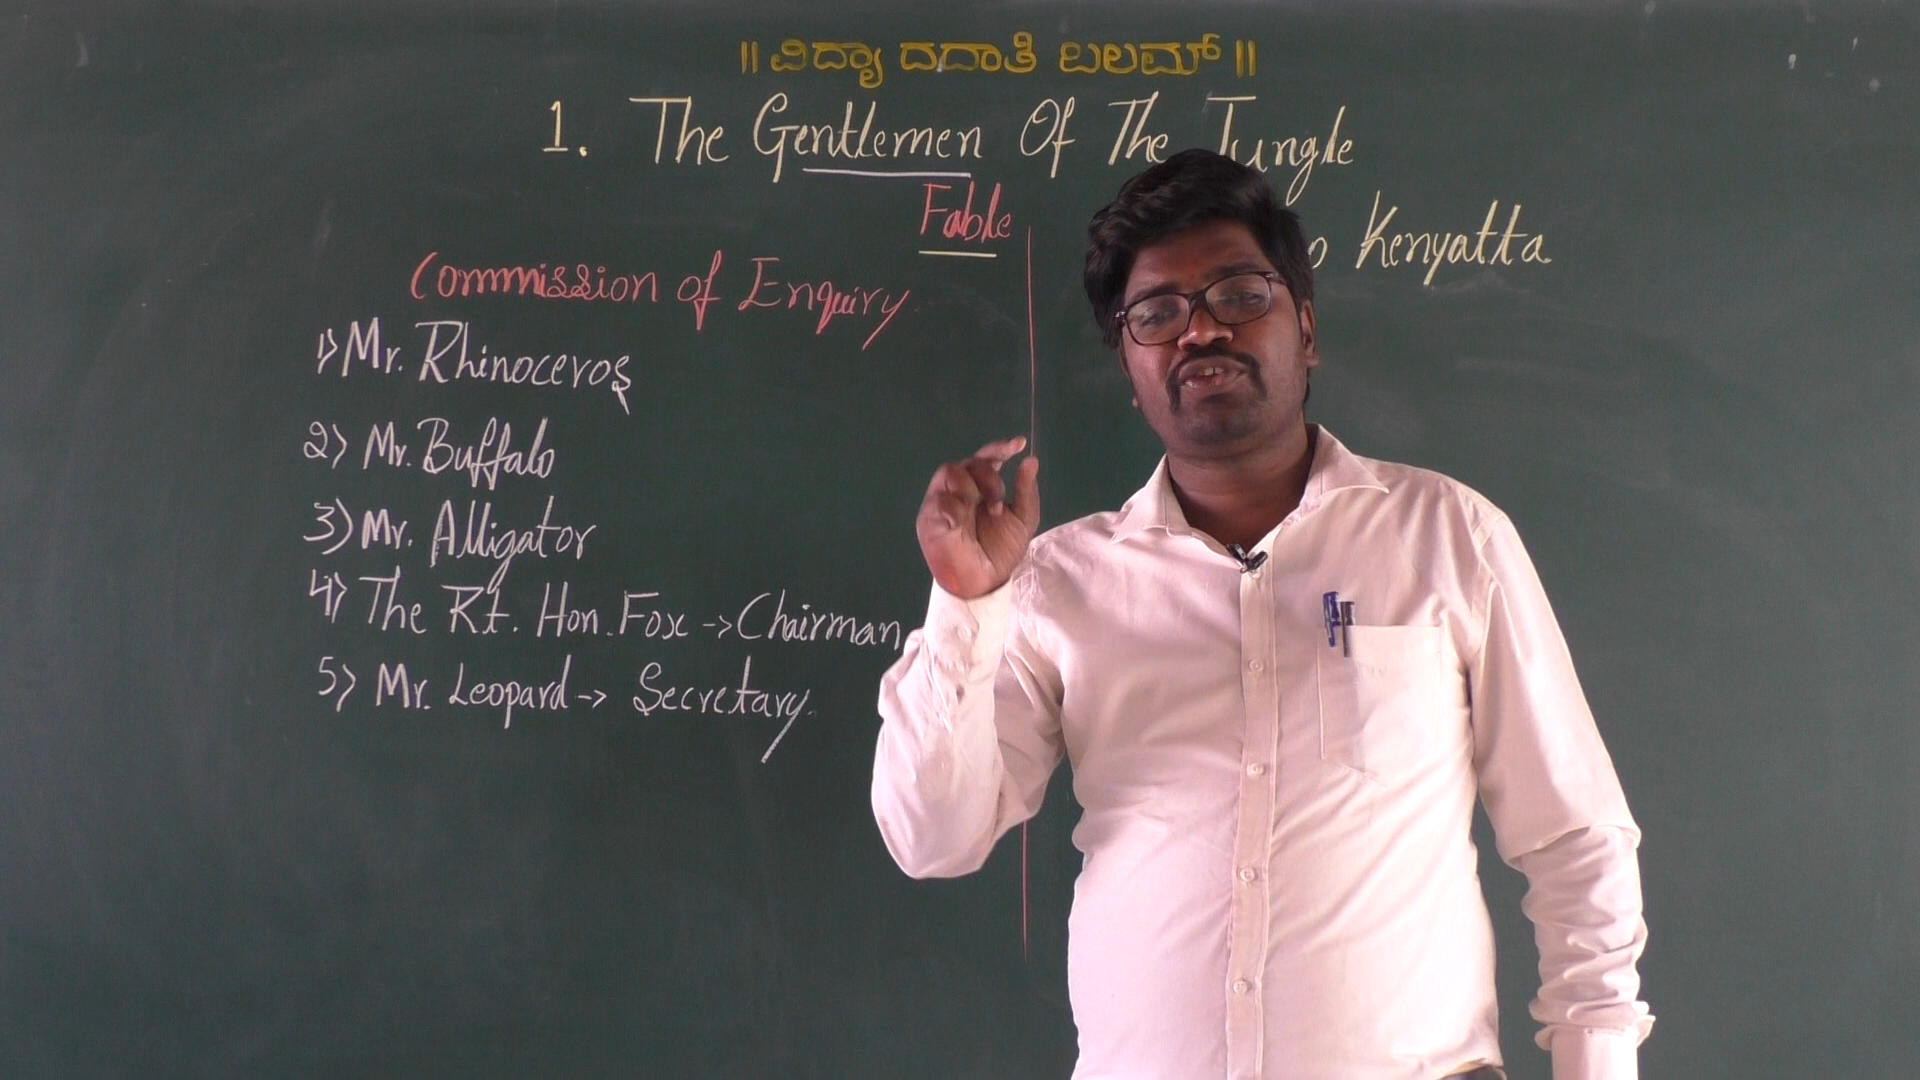 ॥ ವಿದ್ಯಾ ದದಾತಿ ಬಲಮ್ ॥
1. The Gentlemen Of The Jungle
Fable
Kenyatta
Commission of Enquiry
1) Mr. Rhinoceros
2) Mr. Buffalo
3) Mr. Alligator
4) The Rt. Hon. Fox -> Chairman
5) Mr. Leopard -> Secretary.